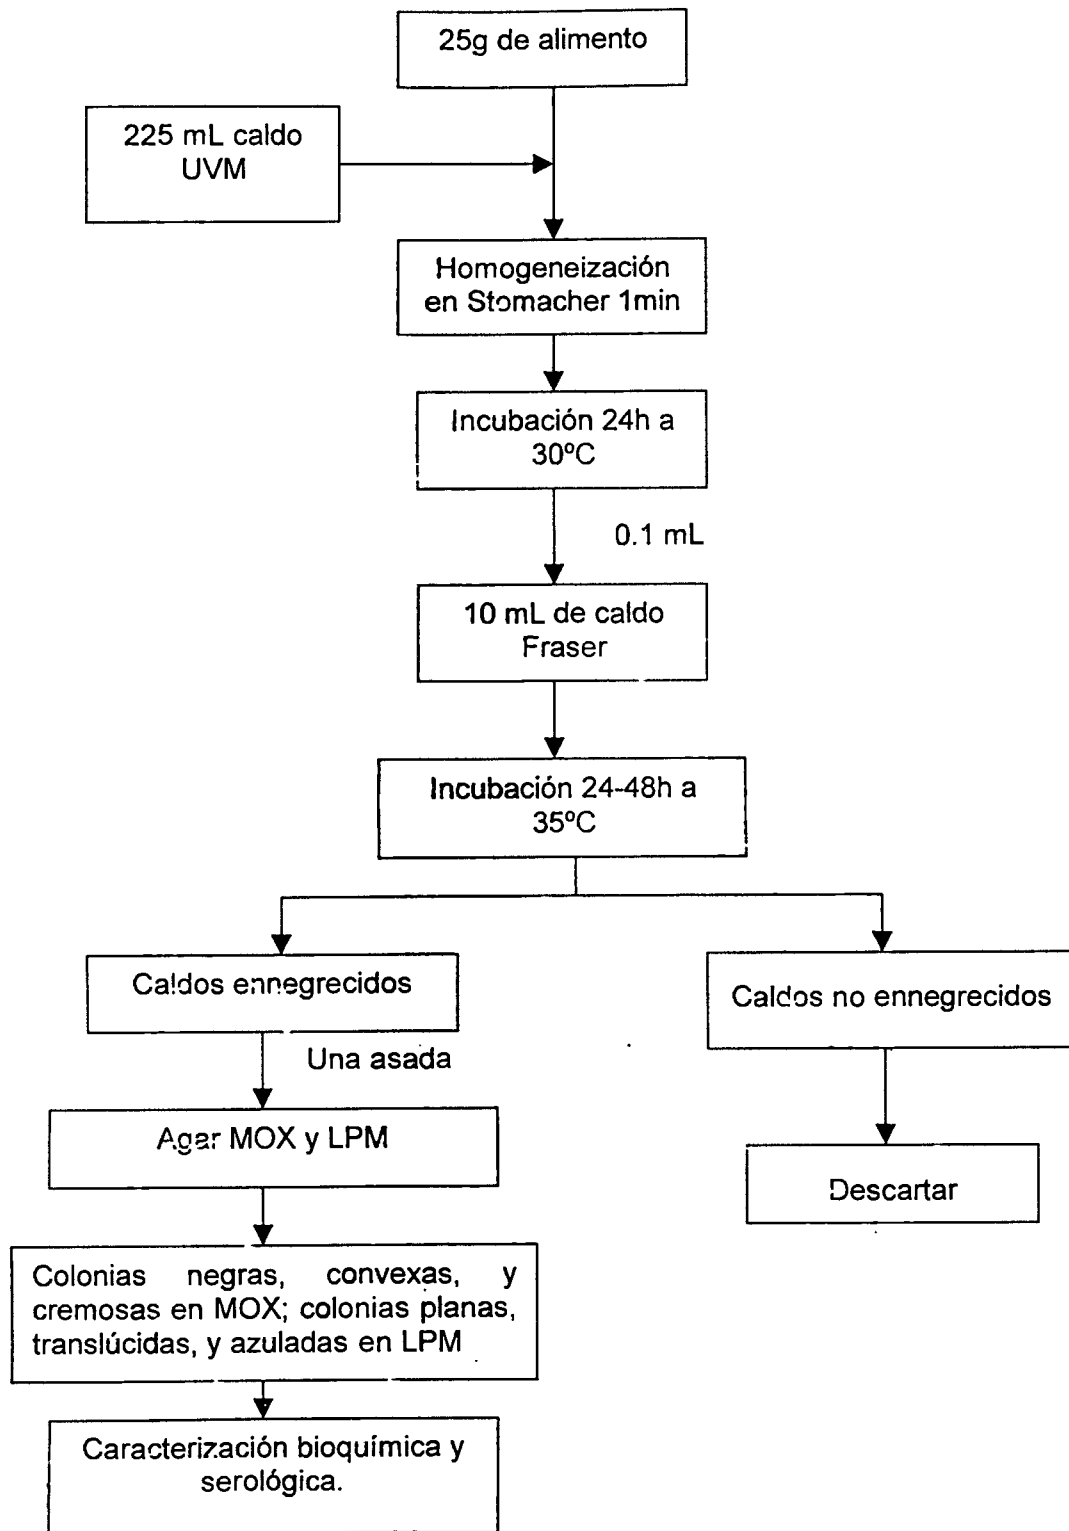 25g de alimento
225 mL caldo
UVM
Homogeneización
en Stomacher 1min
Incubación 24h a
30ºC
0.1 mL
10 mL de caldo
Fraser
Incubación 24-48h a
35ºC
Caldos ennegrecidos
Caldos no ennegrecidos
Una asada
Agar MOX y LPM
Descartar
Colonias negras, convexas, y
cremosas en MOX; colonias planas,
translúcidas, y azuladas en LPM
Caracterización bioquímica y
serológica.